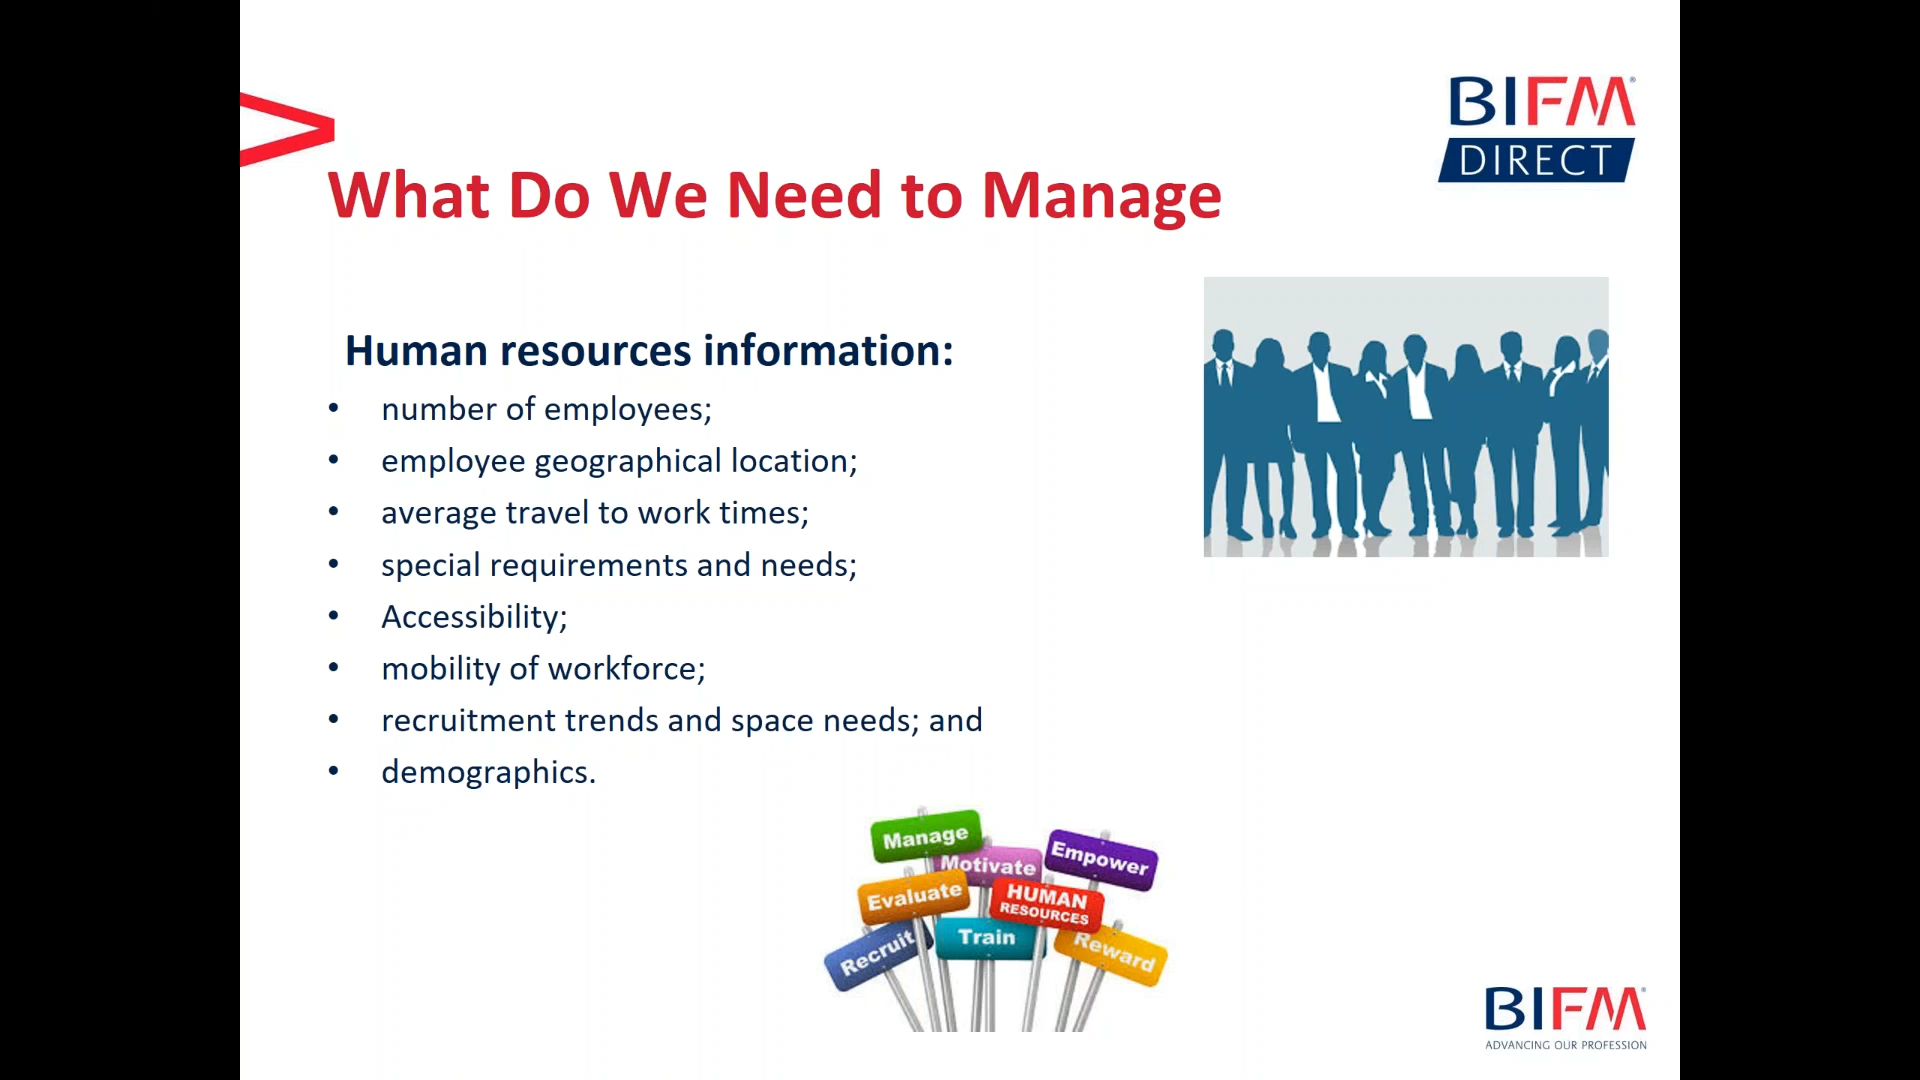 BIFM
DIRECT
What Do We Need to Manage
Human resources information:
• number of employees;
• employee geographical location;
• average travel to work times;
• special requirements and needs;
• Accessibility;
• mobility of workforce;
• recruitment trends and space needs; and
• demographics.
Manage
Motivate
Empower
Evaluate
HUMAN
RESOURCES
Recruit
Train
Reward
BIFM
ADVANCING OUR PROFESSION